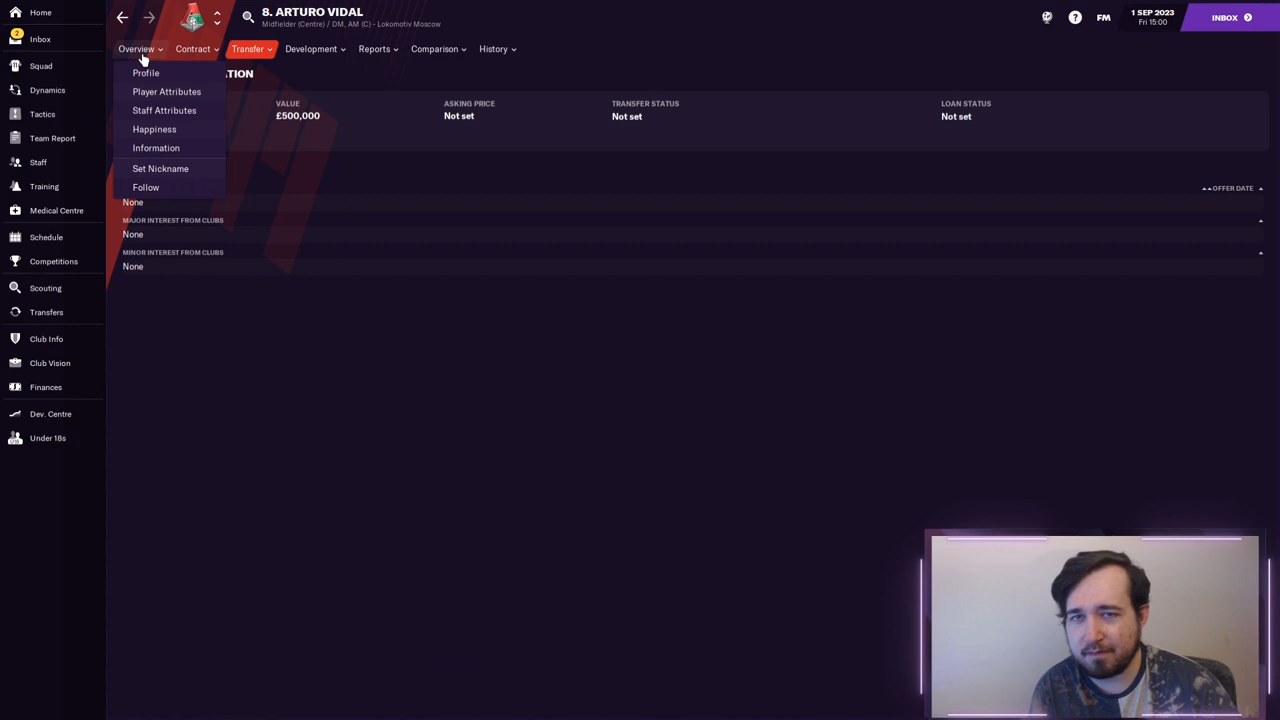 Home
8. ARTURO VIDAL
Midfielder (Centre) / DM, AM (C) - Lokomotiv Moscow
FM
1 SEP 2023
Fri 15:00
INBOX
2
Inbox
Overview
Contract
Transfer
Development
Reports
Comparison
History
Squad
Dynamics
Tactics
Team Report
Staff
Training
Medical Centre
Schedule
Competitions
Scouting
Transfers
Club Info
Club Vision
Finances
Dev. Centre
Under 18s
Profile
Player Attributes
Staff Attributes
Happiness
Information
Set Nickname
Follow
VALUE
£500,000
ASKING PRICE
Not set
TRANSFER STATUS
Not set
LOAN STATUS
Not set
OFFER DATE
None
MAJOR INTEREST FROM CLUBS
None
MINOR INTEREST FROM CLUBS
None